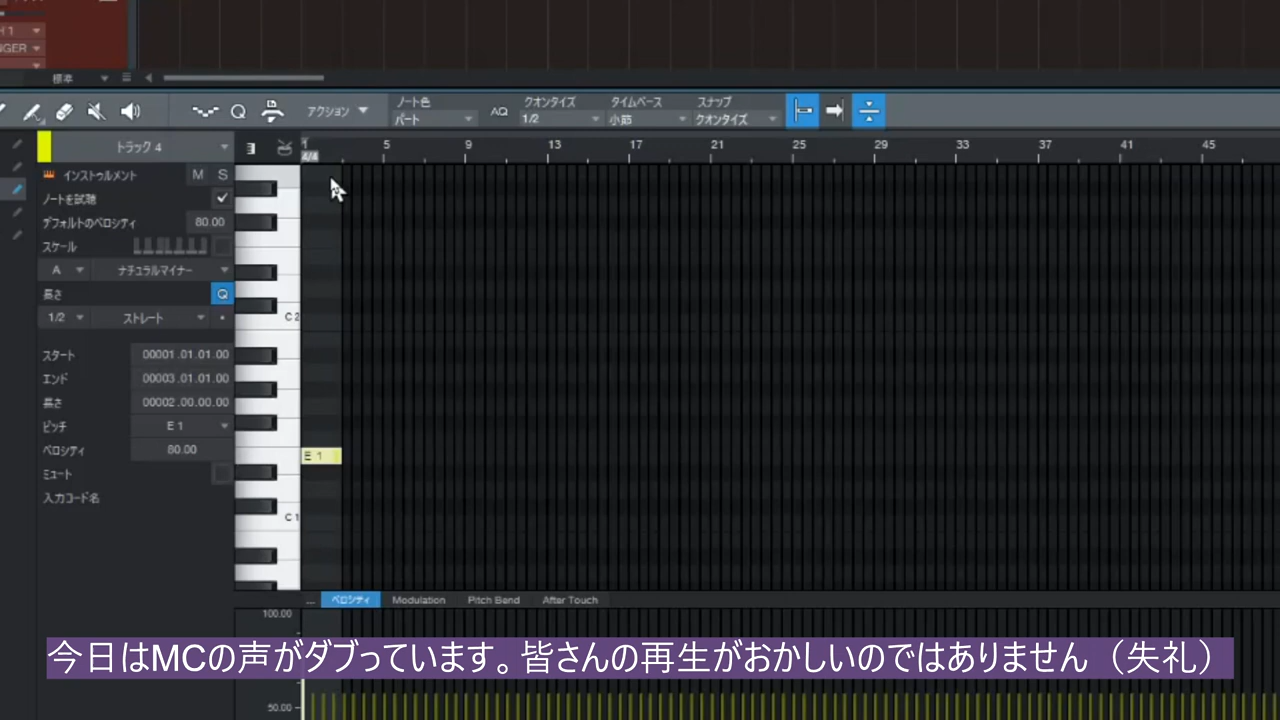 H 1
NGER
標準
アクション
ノート色
パート
AQ
クオンタイズ
1/2
タイムベース
小節
スナップ
クオンタイズ
トラック 4
1 5 9 13 17 21 25 29 33 37 41 45
4/4
インストゥルメント M S
ノートを試聴
デフォルトのベロシティ 80.00
スケール
A ナチュラルマイナー
長さ Q
1/2 ストレート
スタート 00001.01.01.00
エンド 00003.01.01.00
長さ 00002.00.00.00
ピッチ E 1
ベロシティ 80.00
ミュート
入力コード名
C 2
E 1
C 1
... ベロシティ Modulation Pitch Bend After Touch
100.00
今日はMCの声がダブっています。皆さんの再生がおかしいのではありません（失礼）
50.00